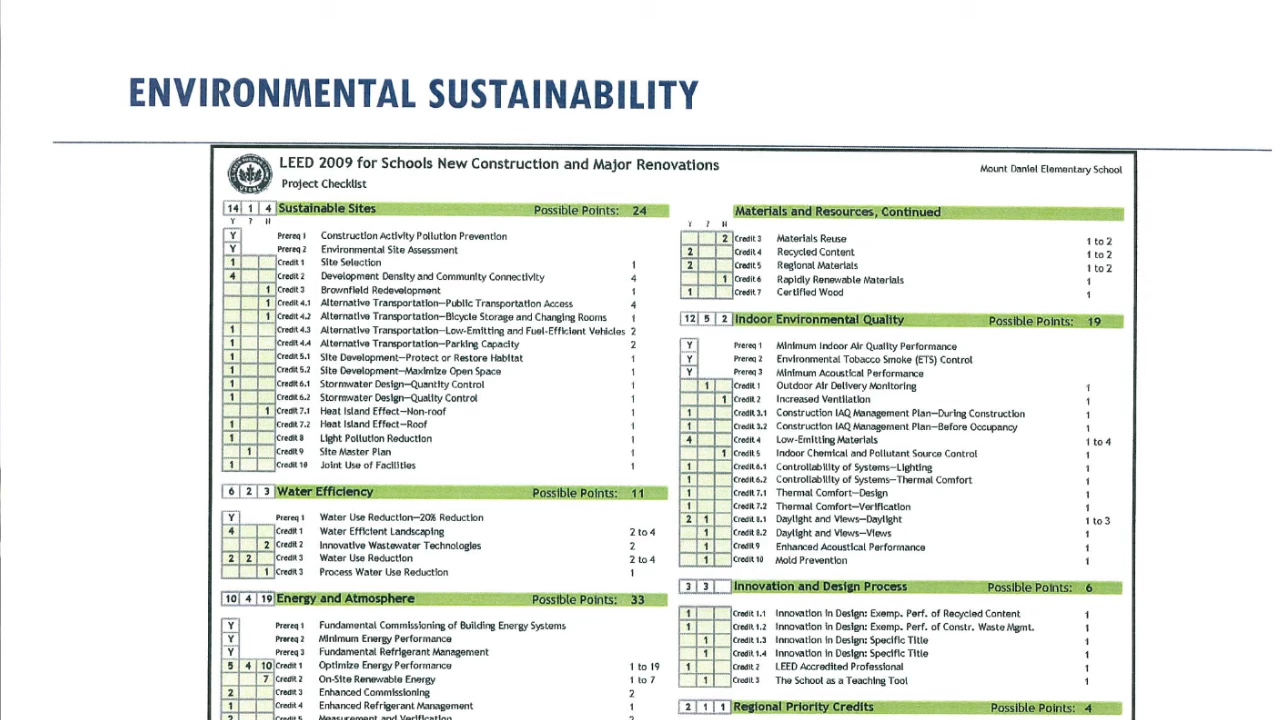 ENVIRONMENTAL SUSTAINABILITY
LEED 2009 for Schools New Construction and Major Renovations
Project Checklist
Mount Daniel Elementary School
14 1 4 Sustainable Sites Possible Points: 24
Y ? N
Y Prereq 1 Construction Activity Pollution Prevention
Y Prereq 2 Environmental Site Assessment
1 Credit 1 Site Selection 1
4 Credit 2 Development Density and Community Connectivity 4
1 Credit 3 Brownfield Redevelopment 1
1 Credit 4.1 Alternative Transportation—Public Transportation Access 4
1 Credit 4.2 Alternative Transportation—Bicycle Storage and Changing Rooms 1
1 Credit 4.3 Alternative Transportation—Low-Emitting and Fuel-Efficient Vehicles 2
1 Credit 4.4 Alternative Transportation—Parking Capacity 2
1 Credit 5.1 Site Development—Protect or Restore Habitat 1
1 Credit 5.2 Site Development—Maximize Open Space 1
1 Credit 6.1 Stormwater Design—Quantity Control 1
1 Credit 6.2 Stormwater Design—Quality Control 1
1 Credit 7.1 Heat Island Effect—Non-roof 1
1 Credit 7.2 Heat Island Effect—Roof 1
1 Credit 8 Light Pollution Reduction 1
1 Credit 9 Site Master Plan 1
1 Credit 10 Joint Use of Facilities 1
6 2 3 Water Efficiency Possible Points: 11
Y Prereq 1 Water Use Reduction—20% Reduction
4 Credit 1 Water Efficient Landscaping 2 to 4
2 Credit 2 Innovative Wastewater Technologies 2
2 2 Credit 3 Water Use Reduction 2 to 4
1 Credit 3 Process Water Use Reduction 1
10 4 19 Energy and Atmosphere Possible Points: 33
Y Prereq 1 Fundamental Commissioning of Building Energy Systems
Y Prereq 2 Minimum Energy Performance
Y Prereq 3 Fundamental Refrigerant Management
5 4 10 Credit 1 Optimize Energy Performance 1 to 19
7 Credit 2 On-Site Renewable Energy 1 to 7
2 Credit 3 Enhanced Commissioning 2
1 Credit 4 Enhanced Refrigerant Management 1
2 Credit 5 Measurement and Verification 2
Materials and Resources, Continued
Y ? N
2 Credit 3 Materials Reuse 1 to 2
2 Credit 4 Recycled Content 1 to 2
2 Credit 5 Regional Materials 1 to 2
1 Credit 6 Rapidly Renewable Materials 1
1 Credit 7 Certified Wood 1
12 5 2 Indoor Environmental Quality Possible Points: 19
Y Prereq 1 Minimum Indoor Air Quality Performance
Y Prereq 2 Environmental Tobacco Smoke (ETS) Control
Y Prereq 3 Minimum Acoustical Performance
1 Credit 1 Outdoor Air Delivery Monitoring 1
1 Credit 2 Increased Ventilation 1
1 Credit 3.1 Construction IAQ Management Plan—During Construction 1
1 Credit 3.2 Construction IAQ Management Plan—Before Occupancy 1
4 Credit 4 Low-Emitting Materials 1 to 4
1 Credit 5 Indoor Chemical and Pollutant Source Control 1
1 Credit 6.1 Controllability of Systems—Lighting 1
1 Credit 6.2 Controllability of Systems—Thermal Comfort 1
1 Credit 7.1 Thermal Comfort—Design 1
1 Credit 7.2 Thermal Comfort—Verification 1
2 1 Credit 8.1 Daylight and Views—Daylight 1 to 3
1 Credit 8.2 Daylight and Views—Views 1
1 Credit 9 Enhanced Acoustical Performance 1
1 Credit 10 Mold Prevention 1
3 3 Innovation and Design Process Possible Points: 6
1 Credit 1.1 Innovation in Design: Exemp. Perf. of Recycled Content 1
1 Credit 1.2 Innovation in Design: Exemp. Perf. of Constr. Waste Mgmt. 1
1 Credit 1.3 Innovation in Design: Specific Title 1
1 Credit 1.4 Innovation in Design: Specific Title 1
1 Credit 2 LEED Accredited Professional 1
1 Credit 3 The School as a Teaching Tool 1
2 1 1 Regional Priority Credits Possible Points: 4